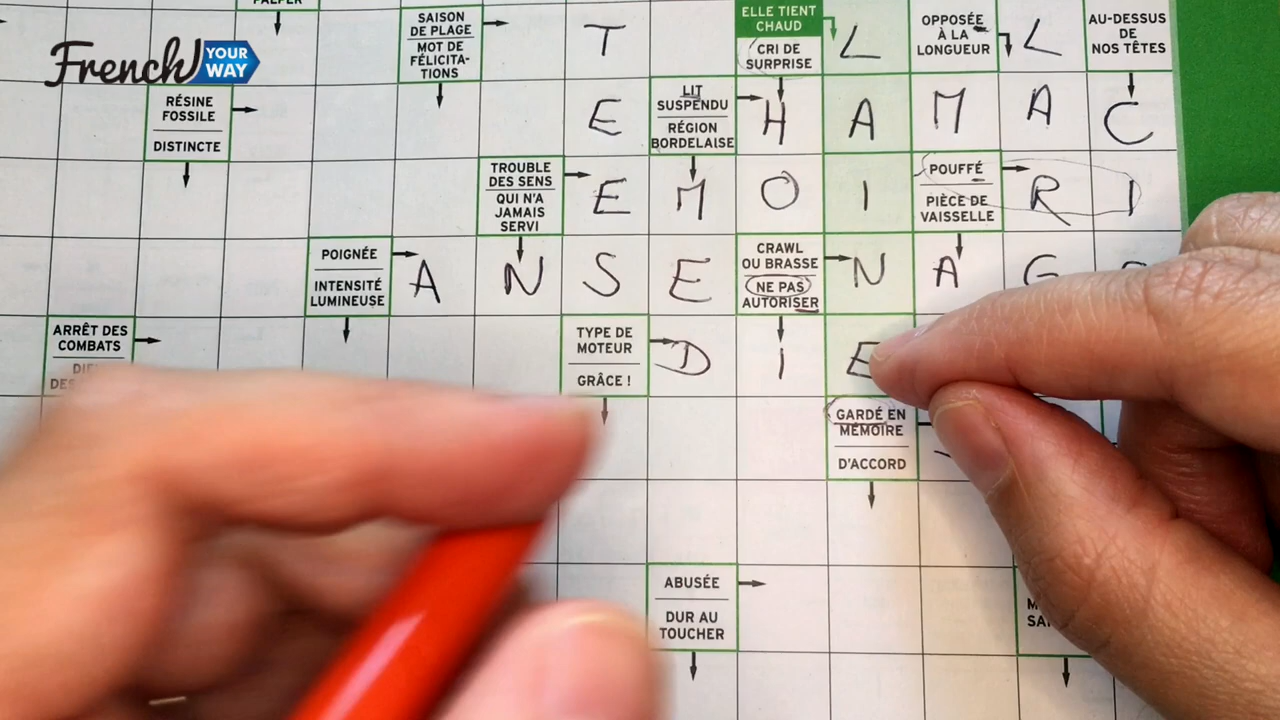 PALPER
SAISON
DE PLAGE
MOT DE
FÉLICITA-
TIONS
T
ELLE TIENT
CHAUD
CRI DE
SURPRISE
L
OPPOSÉE
À LA
LONGUEUR
L
AU-DESSUS
DE
NOS TÊTES
French YOUR WAY
RÉSINE
FOSSILE
DISTINCTE
E
LIT
SUSPENDU
RÉGION
BORDELAISE
H A M A C
TROUBLE
DES SENS
QUI N'A
JAMAIS
SERVI
E M O I
POUFFÉ
PIÈCE DE
VAISSELLE
R I
POIGNÉE
INTENSITÉ
LUMINEUSE
A N S E
CRAWL
OU BRASSE
NE PAS
AUTORISER
N A G
ARRÊT DES
COMBATS
TYPE DE
MOTEUR
GRÂCE !
D I E
GARDÉ EN
MÉMOIRE
D'ACCORD
ABUSÉE
DUR AU
TOUCHER